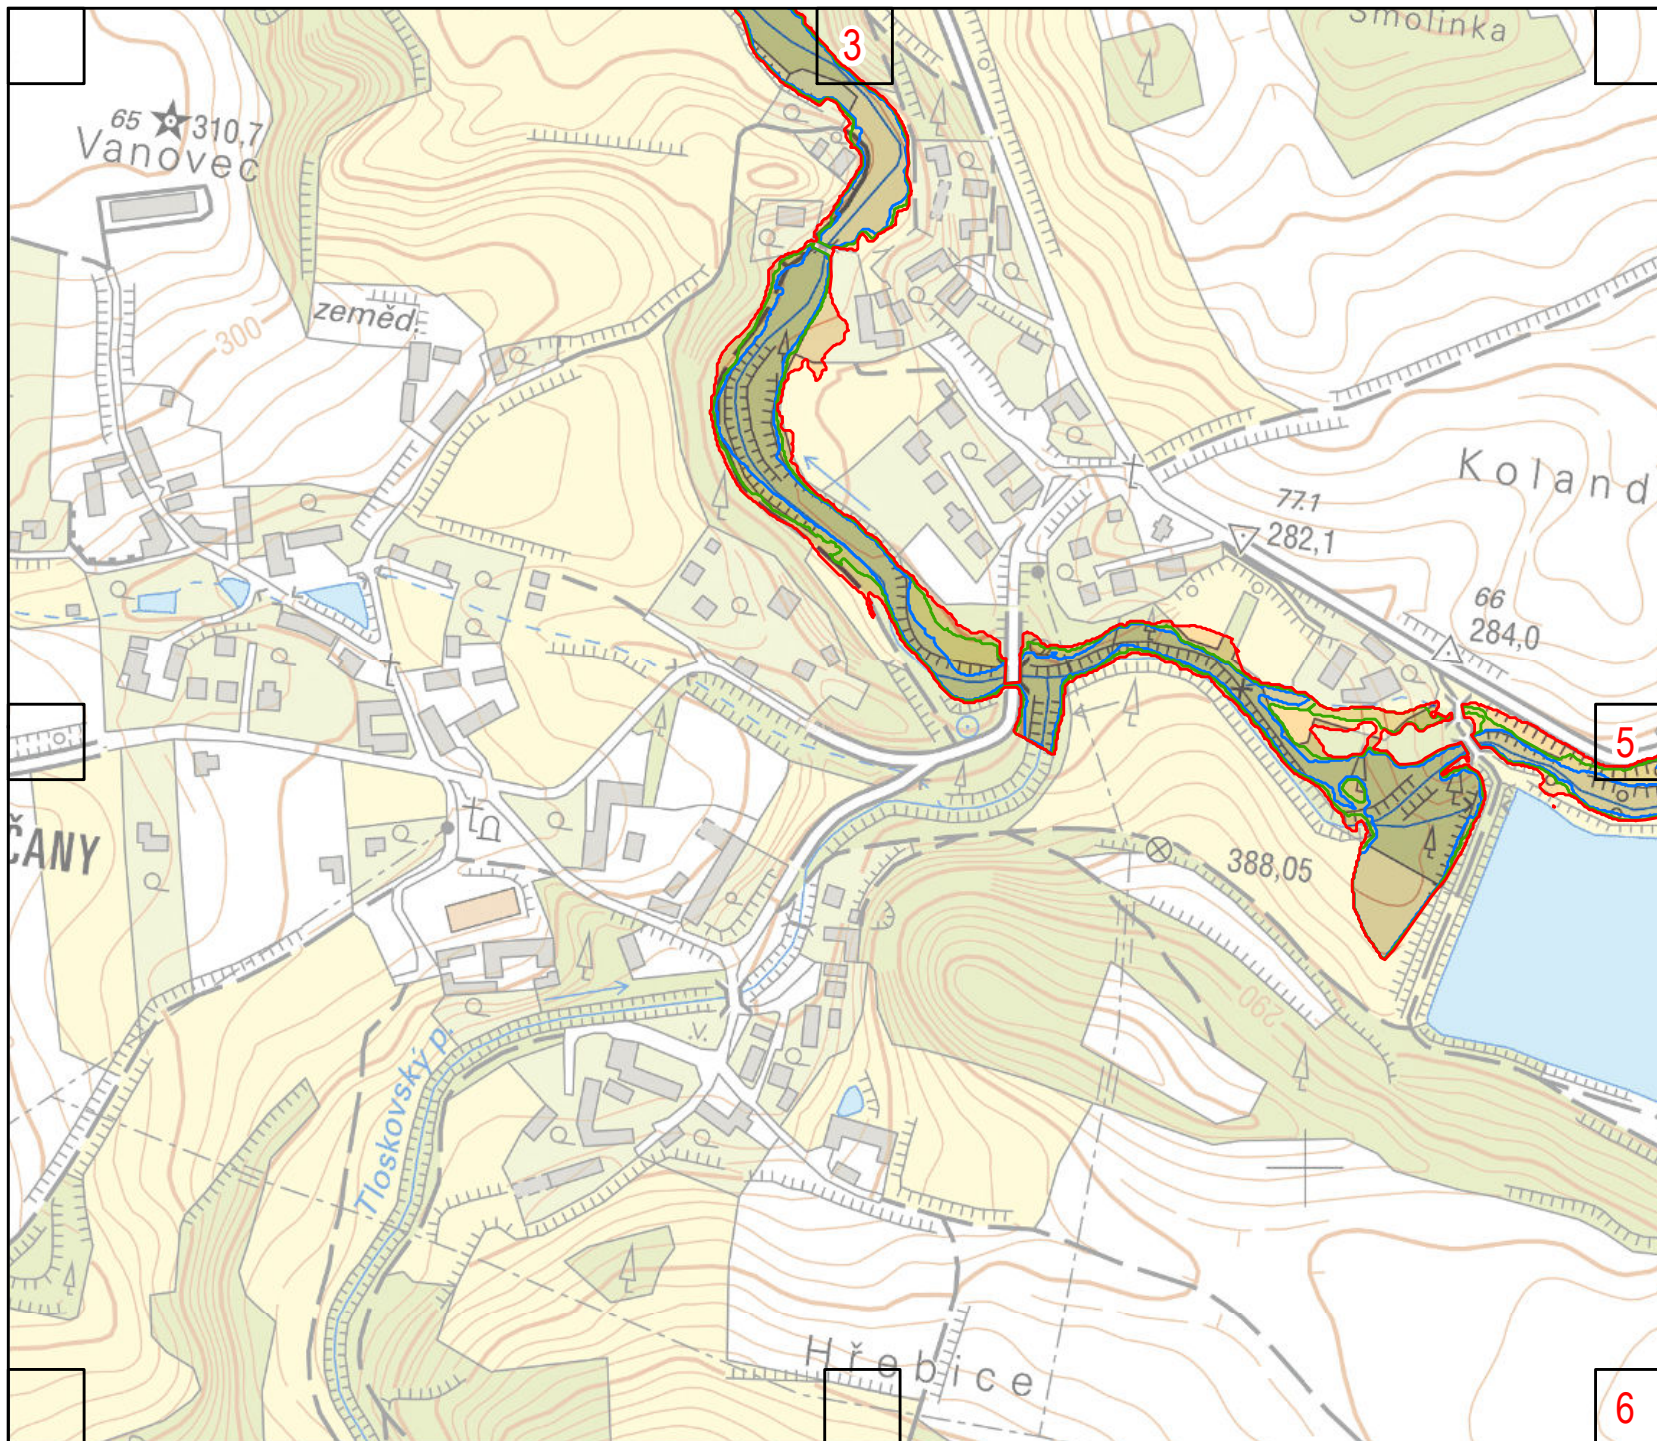 3
Smolinka
65 310,7
Vanovec
zeměd.
300
Koland
77.1
282,1
66
284,0
5
ČANY
388,05
290
Tloskovský p.
Hřebice
6